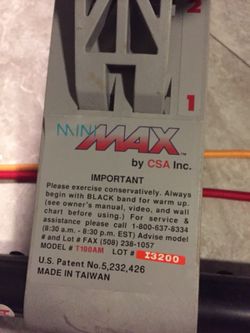 2
1
MINI MAX™
by CSA Inc.
IMPORTANT
Please exercise conservatively. Always
begin with BLACK band for warm up.
(see owner's manual, video, and wall
chart before using.) For service &
assistance please call 1-800-637-8334
(8:30 a.m. - 8:30 p.m. EST) Advise model
# and Lot # FAX (508) 238-1057
MODEL # T100AM LOT # X3200
U.S. Patent No.5,232,426
MADE IN TAIWAN